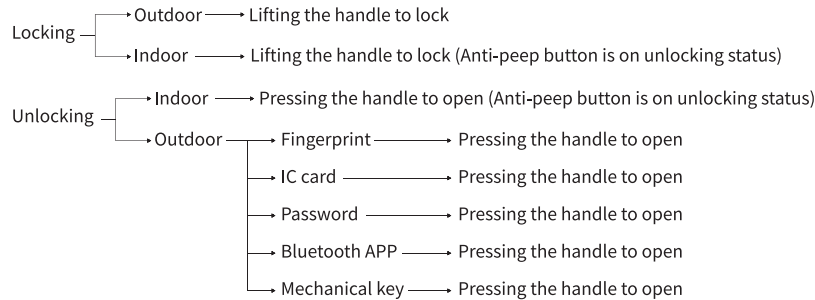 Locking
Outdoor Lifting the handle to lock
Indoor Lifting the handle to lock (Anti-peep button is on unlocking status)
Unlocking
Indoor Pressing the handle to open (Anti-peep button is on unlocking status)
Outdoor Fingerprint Pressing the handle to open
IC card Pressing the handle to open
Password Pressing the handle to open
Bluetooth APP Pressing the handle to open
Mechanical key Pressing the handle to open